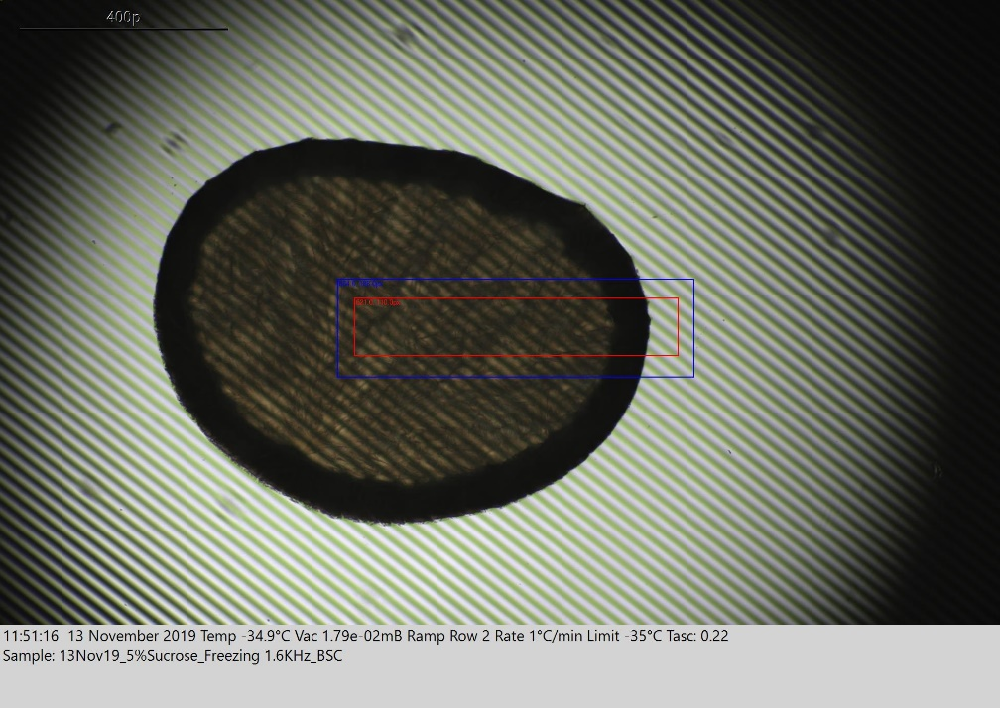 400p
11:51:16 13 November 2019 Temp -34.9°C Vac 1.79e-02mB Ramp Row 2 Rate 1°C/min Limit -35°C Tasc: 0.22
Sample: 13Nov19_5%Sucrose_Freezing 1.6KHz_BSC